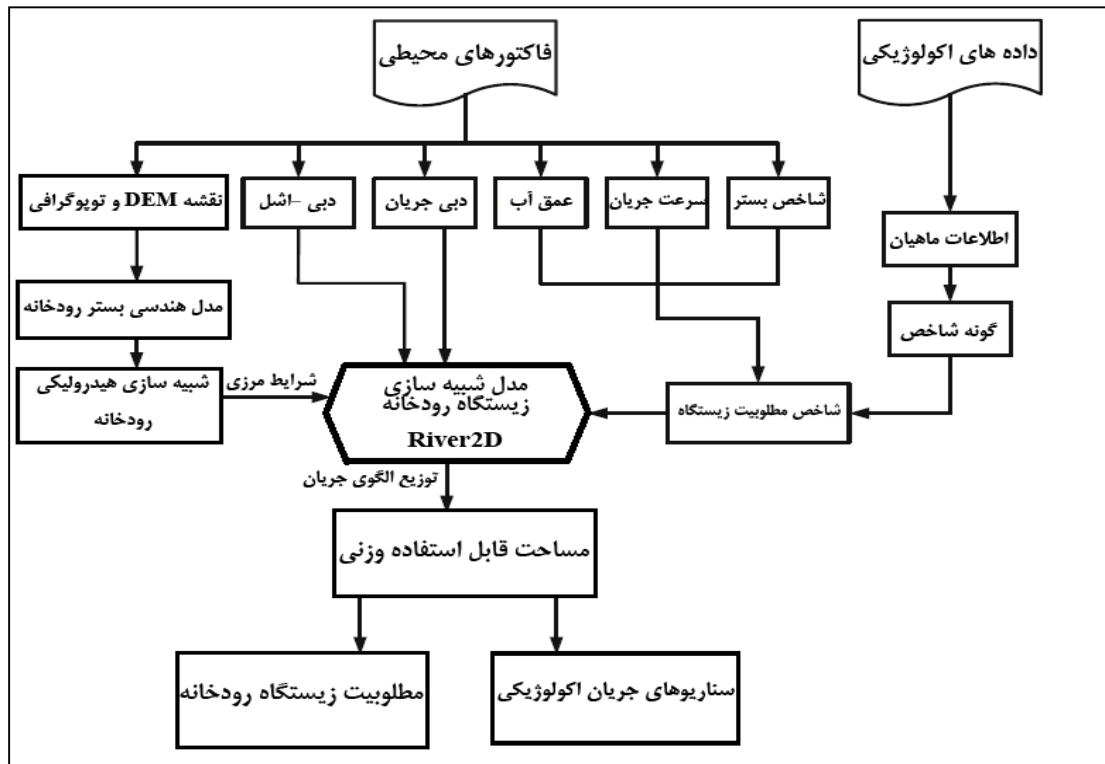 فاکتورهای محیطی
داده های اکولوژیکی
شاخص بستر
سرعت جریان
عمق آب
دبی جریان
دبی –اشل
نقشه DEM و توپوگرافی
اطلاعات ماهیان
مدل هندسی بستر رودخانه
گونه شاخص
شبیه سازی هیدرولیکی
رودخانه
شرایط مرزی
مدل شبیه سازی
زیستگاه رودخانه
River2D
شاخص مطلوبیت زیستگاه
توزیع الگوی جریان
مساحت قابل استفاده وزنی
سناریوهای جریان اکولوژیکی
مطلوبیت زیستگاه رودخانه